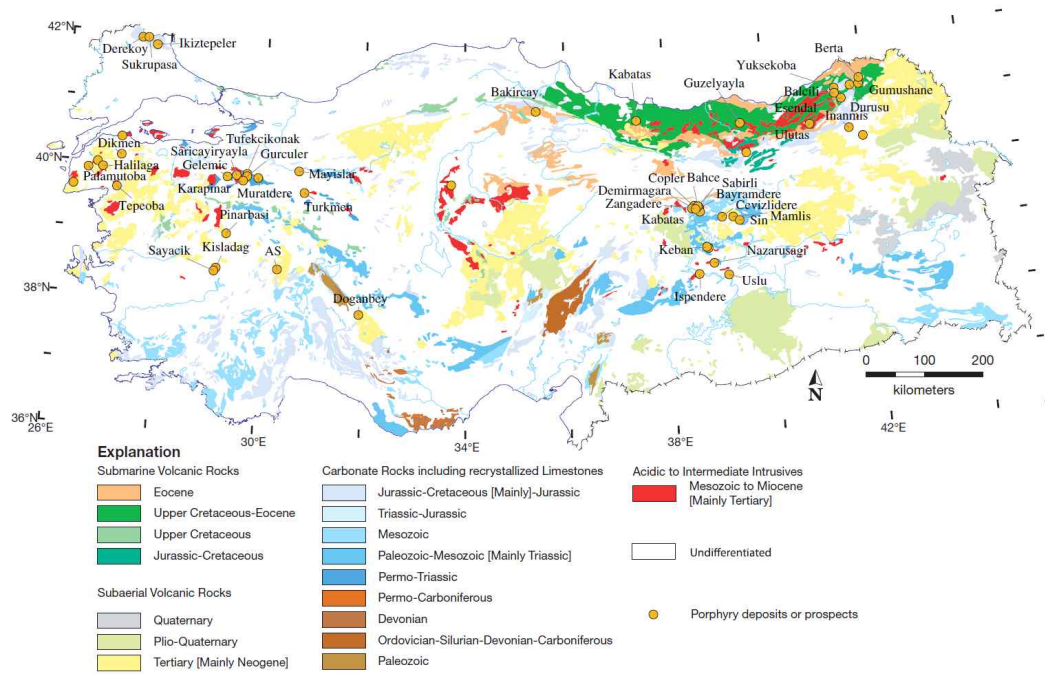 42°N
40°N
38°N
36°N
26°E
30°E
34°E
38°E
42°E
Derekoy
Ikiztepeler
Sukrupasa
Dikmen
Halilaga
Palamutoba
Tepeoba
Tufekcikonak
Saricayiryayla
Gurculer
Gelemic
Karapinar
Muratdere
Mayislar
Turkmen
Pinarbasi
Sayacik
Kisladag
AS
Doganbey
Bakircay
Kabatas
Guzelyayla
Berta
Yuksekoba
Balcili
Gumushane
Esendal
Durusu
Inanmis
Ulutas
Copler
Bahce
Sabirli
Demirmagara
Bayramdere
Zangadere
Cevizlidere
Kabatas
Sin
Mamlis
Keban
Nazarusagi
Ispendere
Uslu
0 100 200
kilometers
N
Explanation
Submarine Volcanic Rocks
Eocene
Upper Cretaceous-Eocene
Upper Cretaceous
Jurassic-Cretaceous
Subaerial Volcanic Rocks
Quaternary
Plio-Quaternary
Tertiary [Mainly Neogene]
Carbonate Rocks including recrystallized Limestones
Jurassic-Cretaceous [Mainly]-Jurassic
Triassic-Jurassic
Mesozoic
Paleozoic-Mesozoic [Mainly Triassic]
Permo-Triassic
Permo-Carboniferous
Devonian
Ordovician-Silurian-Devonian-Carboniferous
Paleozoic
Acidic to Intermediate Intrusives
Mesozoic to Miocene
[Mainly Tertiary]
Undifferentiated
Porphyry deposits or prospects